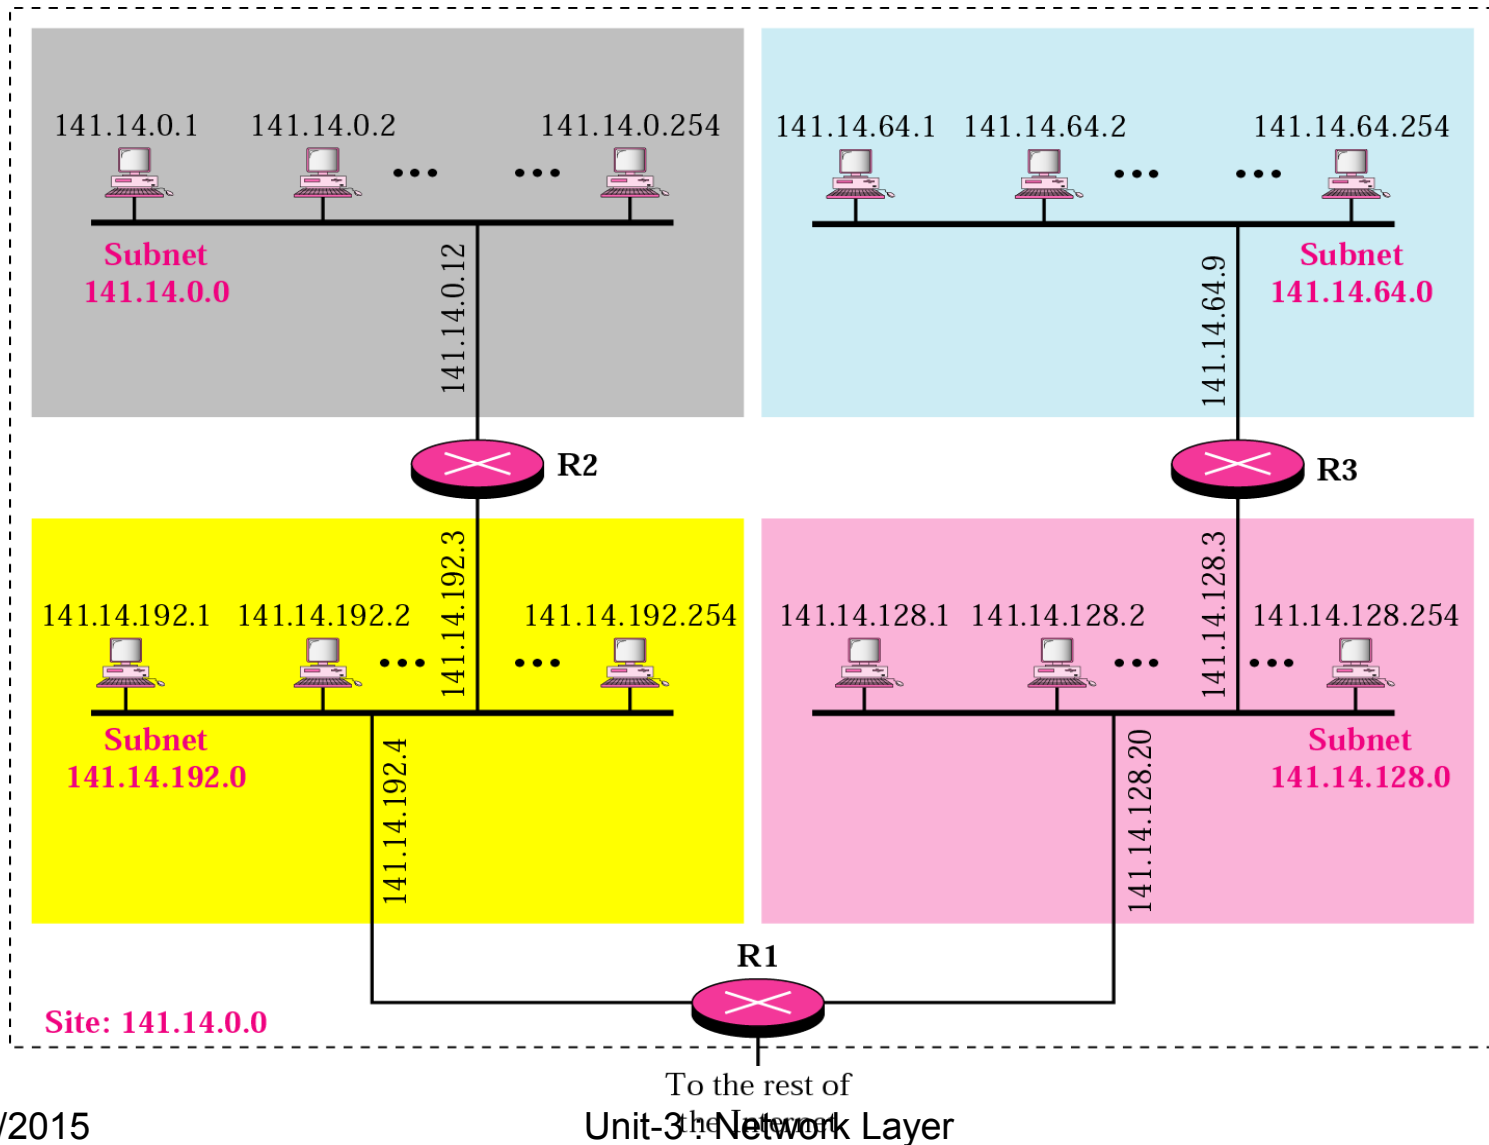 141.14.0.1 141.14.0.2 141.14.0.254
141.14.64.1 141.14.64.2 141.14.64.254
Subnet
141.14.0.0
141.14.0.12
141.14.64.9
Subnet
141.14.64.0
R2
R3
141.14.192.3
141.14.128.3
141.14.192.1 141.14.192.2 141.14.192.254
141.14.128.1 141.14.128.2 141.14.128.254
Subnet
141.14.192.0
141.14.192.4
141.14.128.20
Subnet
141.14.128.0
R1
Site: 141.14.0.0
To the rest of
the Internet
/2015
Unit-3 : Network Layer